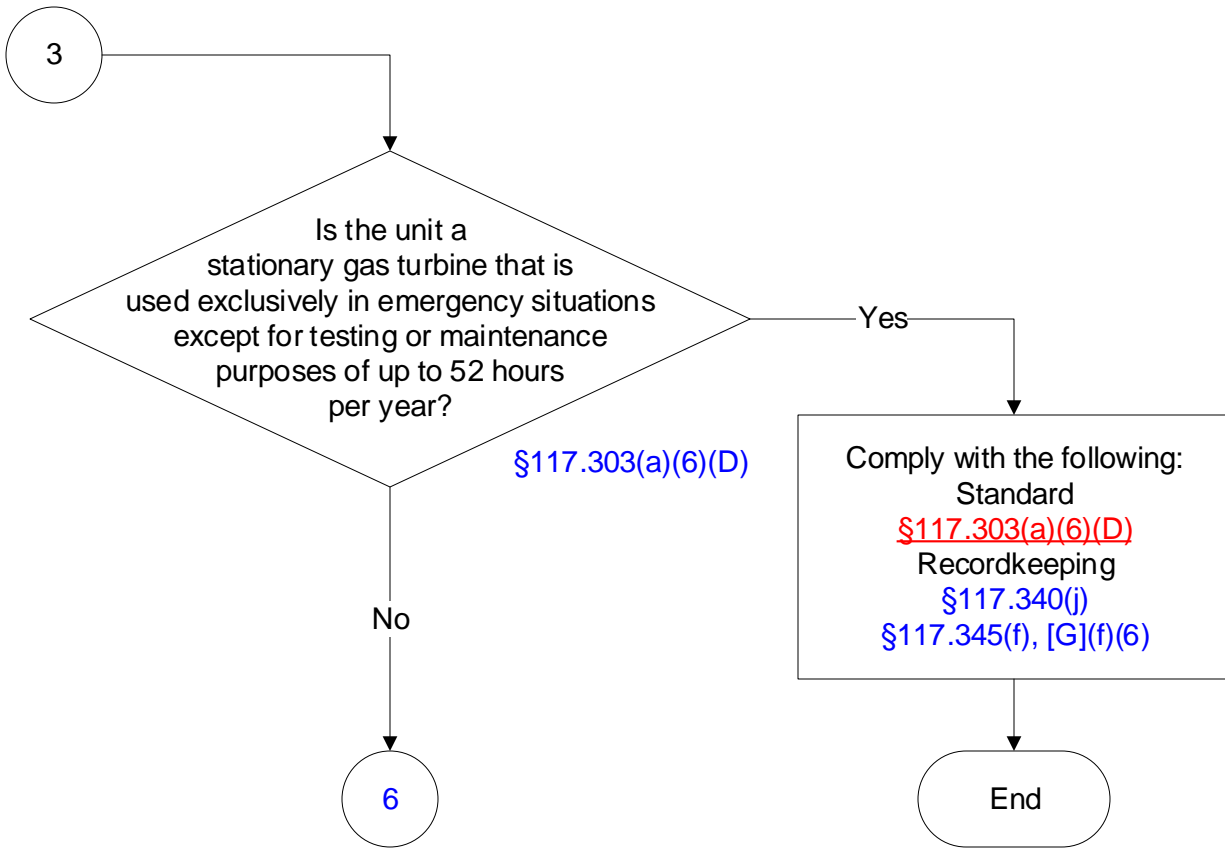 3
Is the unit a
stationary gas turbine that is
used exclusively in emergency situations
except for testing or maintenance
purposes of up to 52 hours
per year?
§117.303(a)(6)(D)
Yes
Comply with the following:
Standard
§117.303(a)(6)(D)
Recordkeeping
§117.340(j)
§117.345(f), [G](f)(6)
No
6
End